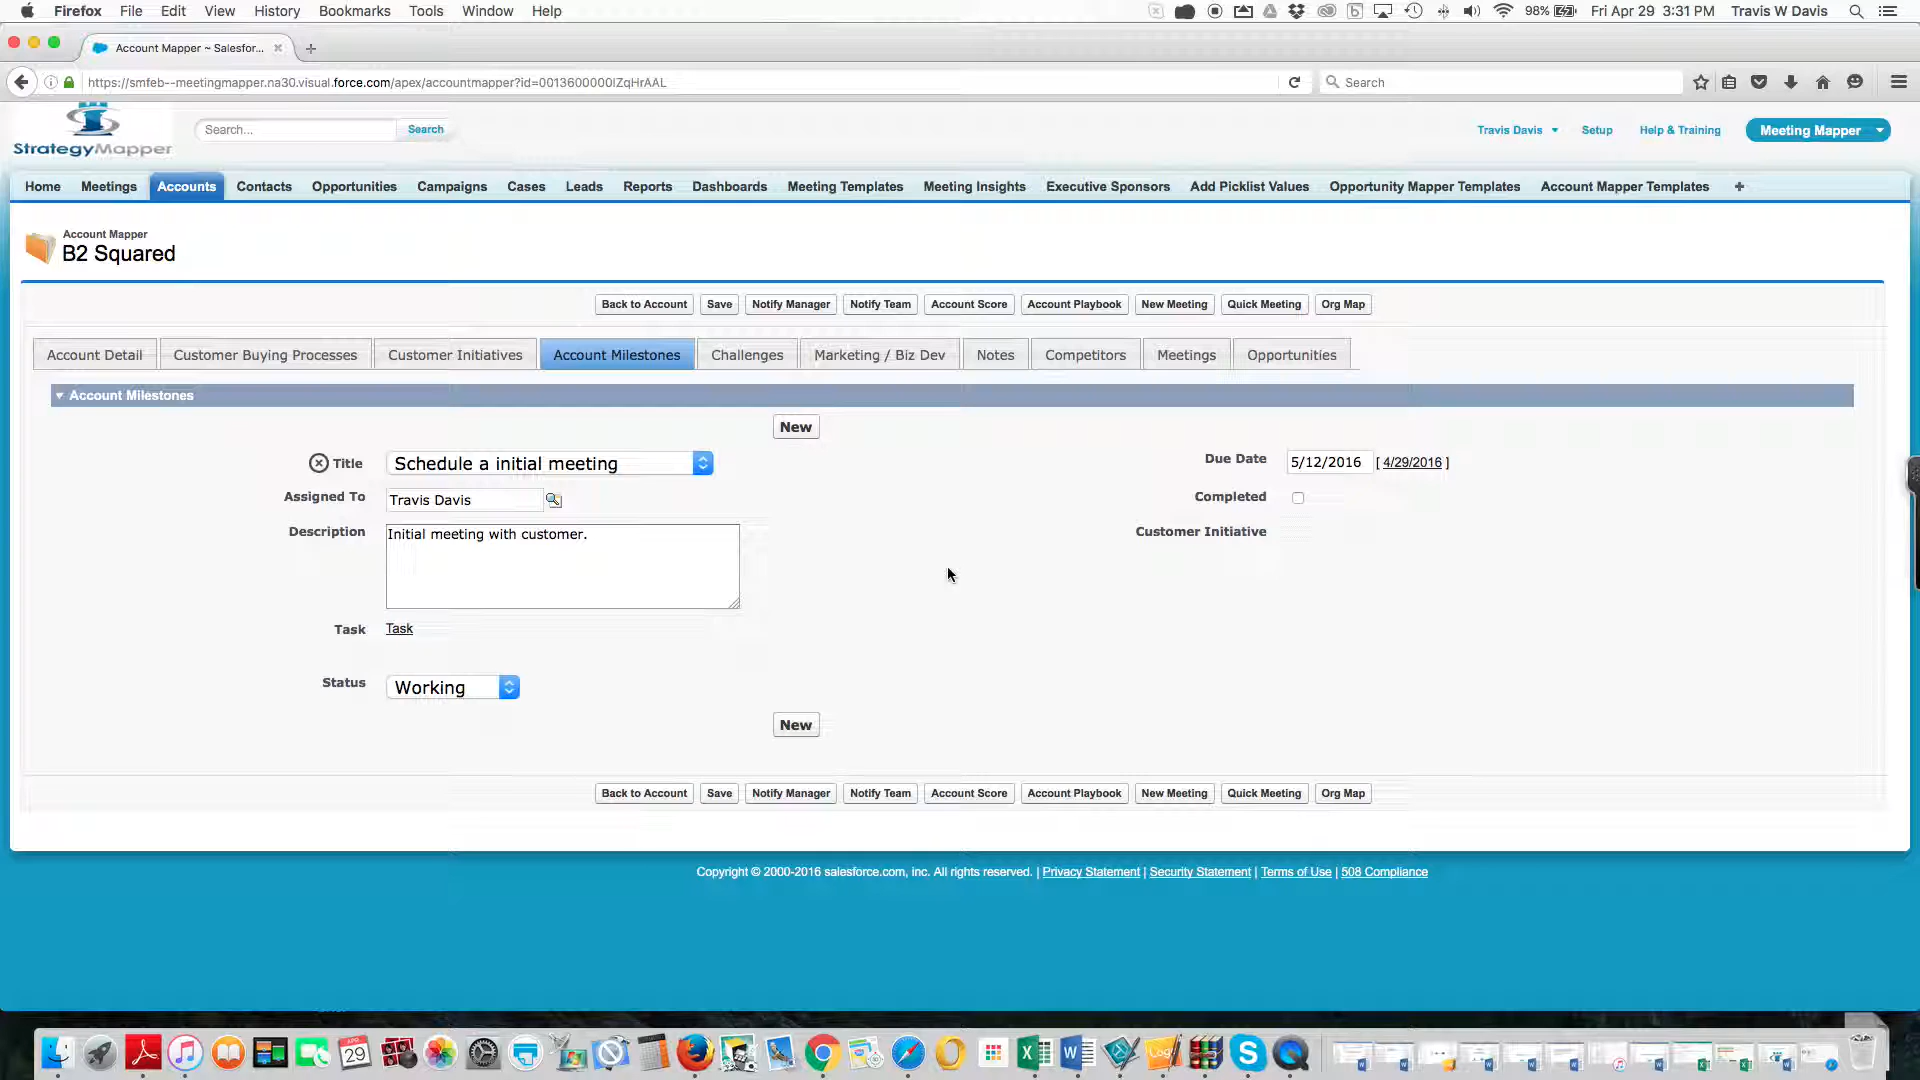 Firefox File Edit View History Bookmarks Tools Window Help 98% Fri Apr 29 3:31 PM Travis W Davis
Account Mapper ~ Salesfor...
https://smfeb--meetingmapper.na30.visual.force.com/apex/accountmapper?id=0013600000IZqHrAAL Search
StrategyMapper
Search... Search Travis Davis Setup Help & Training Meeting Mapper
Home Meetings Accounts Contacts Opportunities Campaigns Cases Leads Reports Dashboards Meeting Templates Meeting Insights Executive Sponsors Add Picklist Values Opportunity Mapper Templates Account Mapper Templates +
Account Mapper
B2 Squared
Back to Account Save Notify Manager Notify Team Account Score Account Playbook New Meeting Quick Meeting Org Map
Account Detail Customer Buying Processes Customer Initiatives Account Milestones Challenges Marketing / Biz Dev Notes Competitors Meetings Opportunities
Account Milestones
New
Title Schedule a initial meeting Due Date 5/12/2016 [ 4/29/2016 ]
Assigned To Travis Davis Completed
Description Initial meeting with customer. Customer Initiative
Task Task
Status Working
New
Back to Account Save Notify Manager Notify Team Account Score Account Playbook New Meeting Quick Meeting Org Map
Copyright © 2000-2016 salesforce.com, inc. All rights reserved. | Privacy Statement | Security Statement | Terms of Use | 508 Compliance
29